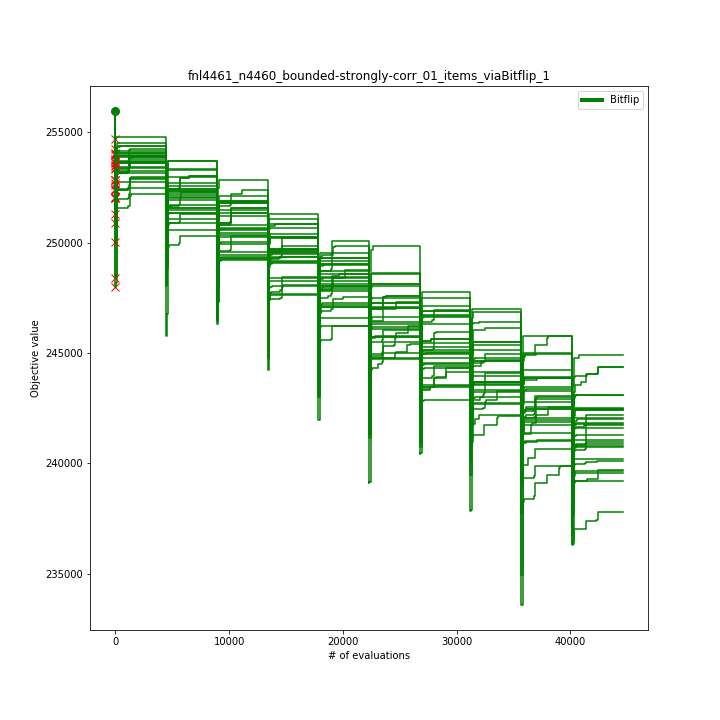 fnl4461_n4460_bounded-strongly-corr_01_items_viaBitflip_1
Bitflip
255000
250000
245000
240000
235000
Objective value
0 10000 20000 30000 40000
# of evaluations